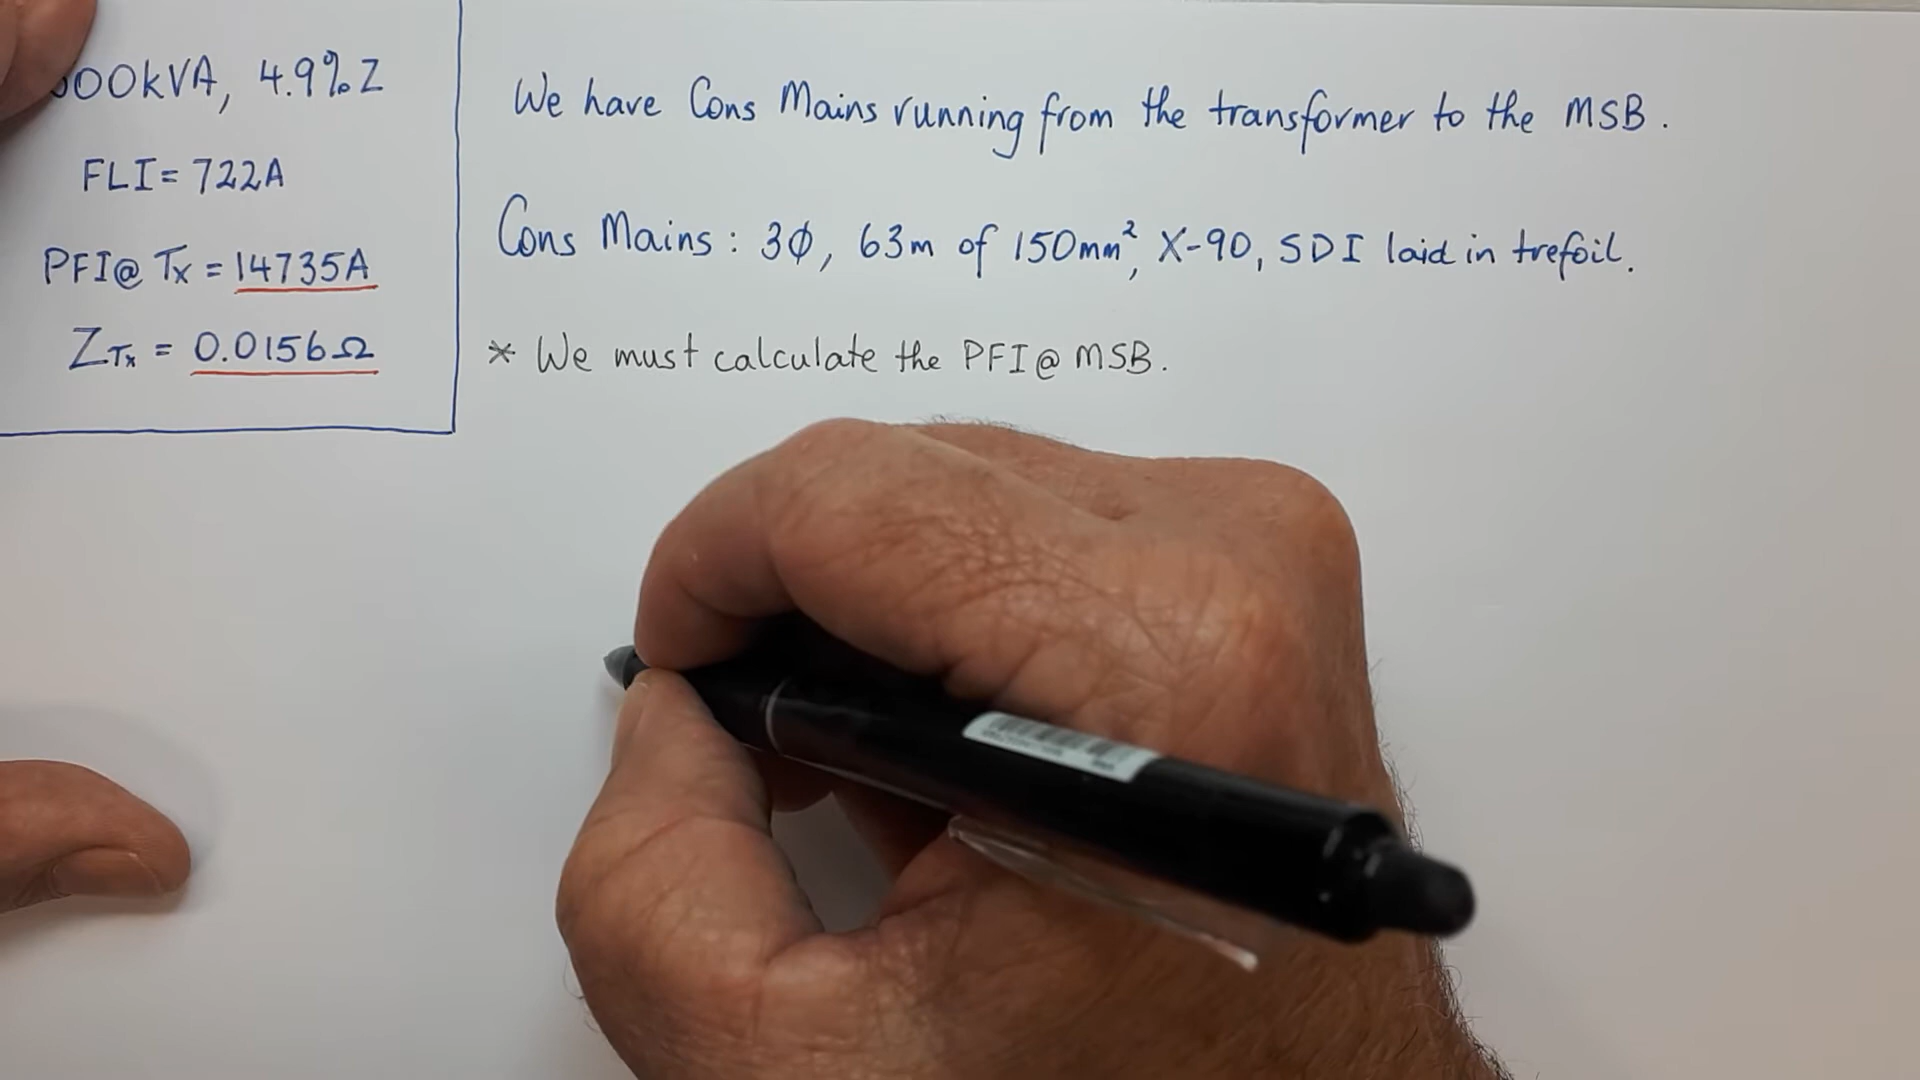 00kVA, 4.9%Z
FLI = 722A
PFI@ Tx = 14735A
ZTx = 0.0156Ω
We have Cons Mains running from the transformer to the MSB.
Cons Mains : 3ϕ, 63m of 150mm², X-90, SDI laid in trefoil.
* We must calculate the PFI@ MSB.